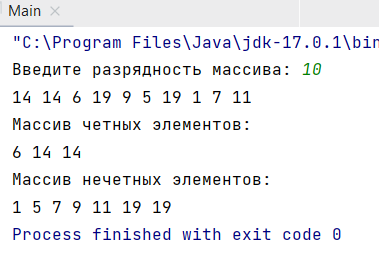 Main
"C:\Program Files\Java\jdk-17.0.1\bin
Введите разрядность массива: 10
14 14 6 19 9 5 19 1 7 11
Массив четных элементов:
6 14 14
Массив нечетных элементов:
1 5 7 9 11 19 19
Process finished with exit code 0